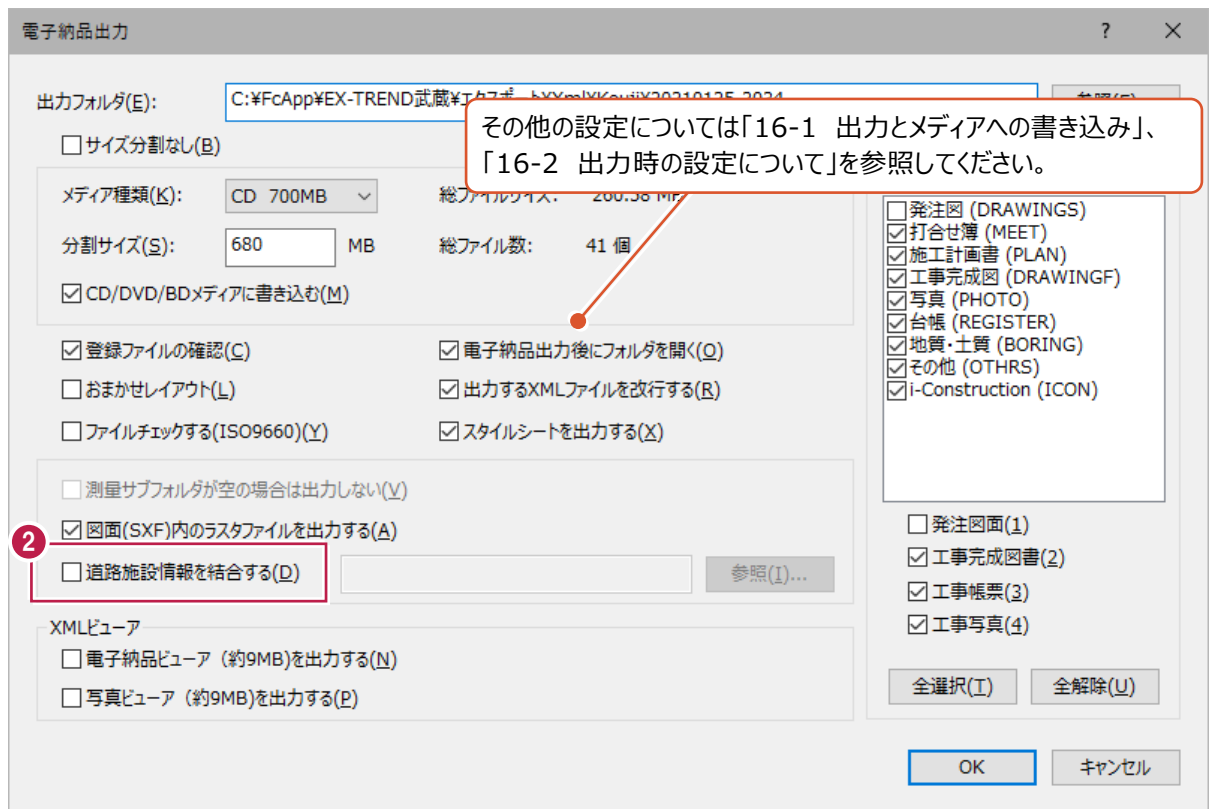 電子納品出力 ? ×
出力フォルダ(E): C:¥FcApp¥EX-TREND武蔵¥
その他の設定については「16-1 出力とメディアへの書き込み」、
「16-2 出力時の設定について」を参照してください。
サイズ分割なし(B)
メディア種類(K): CD 700MB
総ファイルサイズ: 260.58 MB
分割サイズ(S): 680 MB
総ファイル数: 41 個
CD/DVD/BDメディアに書き込む(M)
登録ファイルの確認(C)
電子納品出力後にフォルダを開く(O)
おまかせレイアウト(L)
出力するXMLファイルを改行する(R)
ファイルチェックする(ISO9660)(Y)
スタイルシートを出力する(X)
測量サブフォルダが空の場合は出力しない(V)
図面(SXF)内のラスタファイルを出力する(A)
2
道路施設情報を結合する(D)
参照(I)...
XMLビューア
電子納品ビューア (約9MB)を出力する(N)
写真ビューア (約9MB)を出力する(P)
発注図 (DRAWINGS)
打合せ簿 (MEET)
施工計画書 (PLAN)
工事完成図 (DRAWINGF)
写真 (PHOTO)
台帳 (REGISTER)
地質・土質 (BORING)
その他 (OTHRS)
i-Construction (ICON)
発注図面(1)
工事完成図書(2)
工事帳票(3)
工事写真(4)
全選択(T) 全解除(U)
OK キャンセル